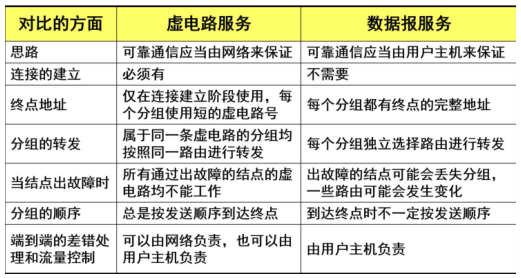 对比的方面 虚电路服务 数据报服务
思路 可靠通信应当由网络来保证 可靠通信应当由用户主机来保证
连接的建立 必须有 不需要
终点地址 仅在连接建立阶段使用，每个分组使用短的虚电路号 每个分组都有终点的完整地址
分组的转发 属于同一条虚电路的分组均按照同一路由进行转发 每个分组独立选择路由进行转发
当结点出故障时 所有通过出故障的结点的虚电路均不能工作 出故障的结点可能会丢失分组，一些路由可能会发生变化
分组的顺序 总是按发送顺序到达终点 到达终点时不一定按发送顺序
端到端的差错处理和流量控制 可以由网络负责，也可以由用户主机负责 由用户主机负责